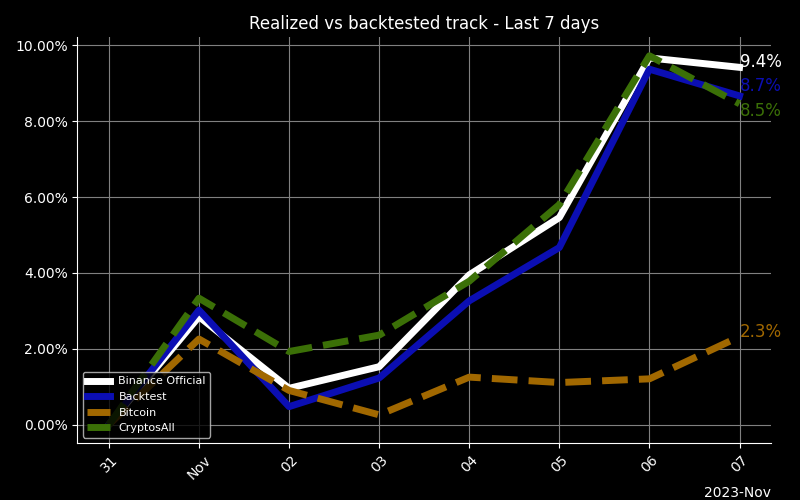 Realized vs backtested track - Last 7 days
10.00%
8.00%
6.00%
4.00%
2.00%
0.00%
9.4%
8.7%
8.5%
2.3%
Binance Official
Backtest
Bitcoin
CryptosAll
31
Nov
02
03
04
05
06
07
2023-Nov